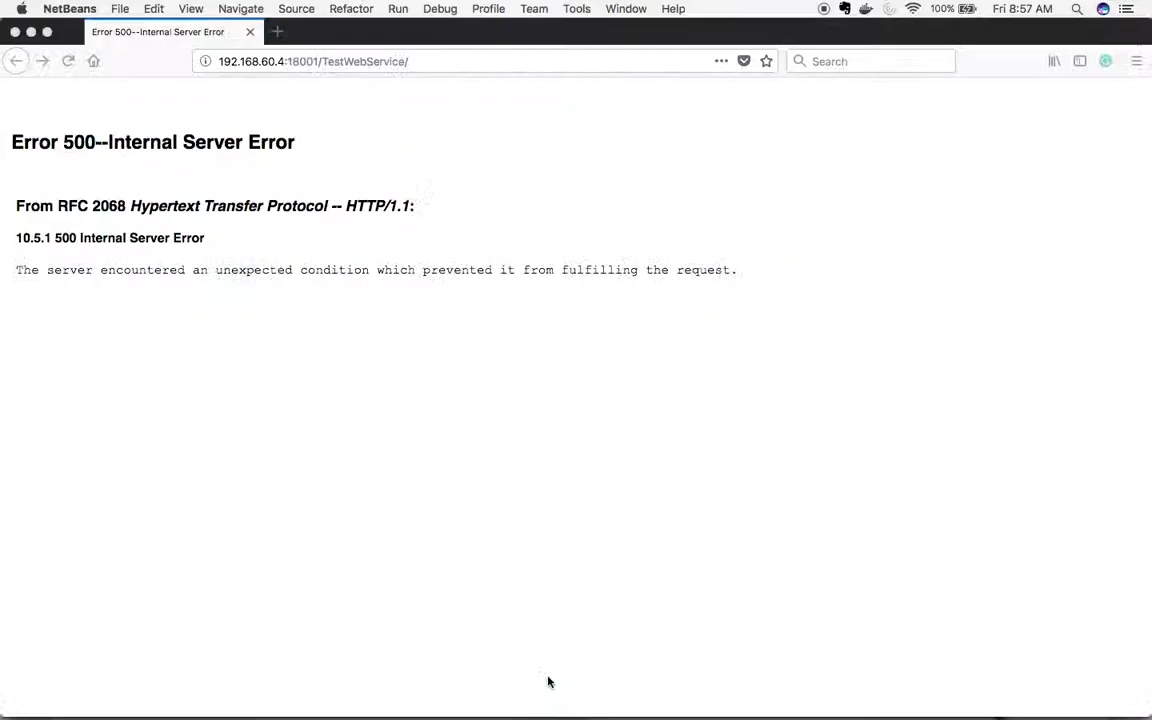 NetBeans File Edit View Navigate Source Refactor Run Debug Profile Team Tools Window Help 100% Fri 8:57 AM
Error 500--Internal Server Error
192.168.60.4:18001/TestWebService/ Search
Error 500--Internal Server Error
From RFC 2068 Hypertext Transfer Protocol -- HTTP/1.1:
10.5.1 500 Internal Server Error
The server encountered an unexpected condition which prevented it from fulfilling the request.